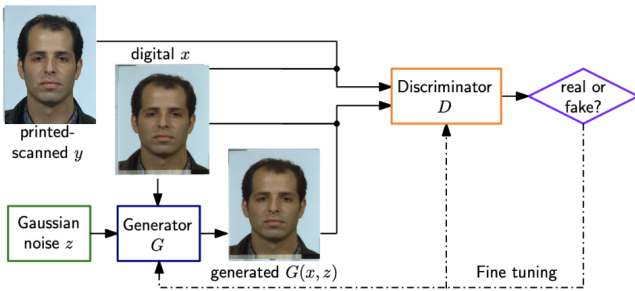 digital x
printed-
scanned y
Discriminator
D
real or
fake?
Gaussian
noise z
Generator
G
generated G(x, z)
Fine tuning